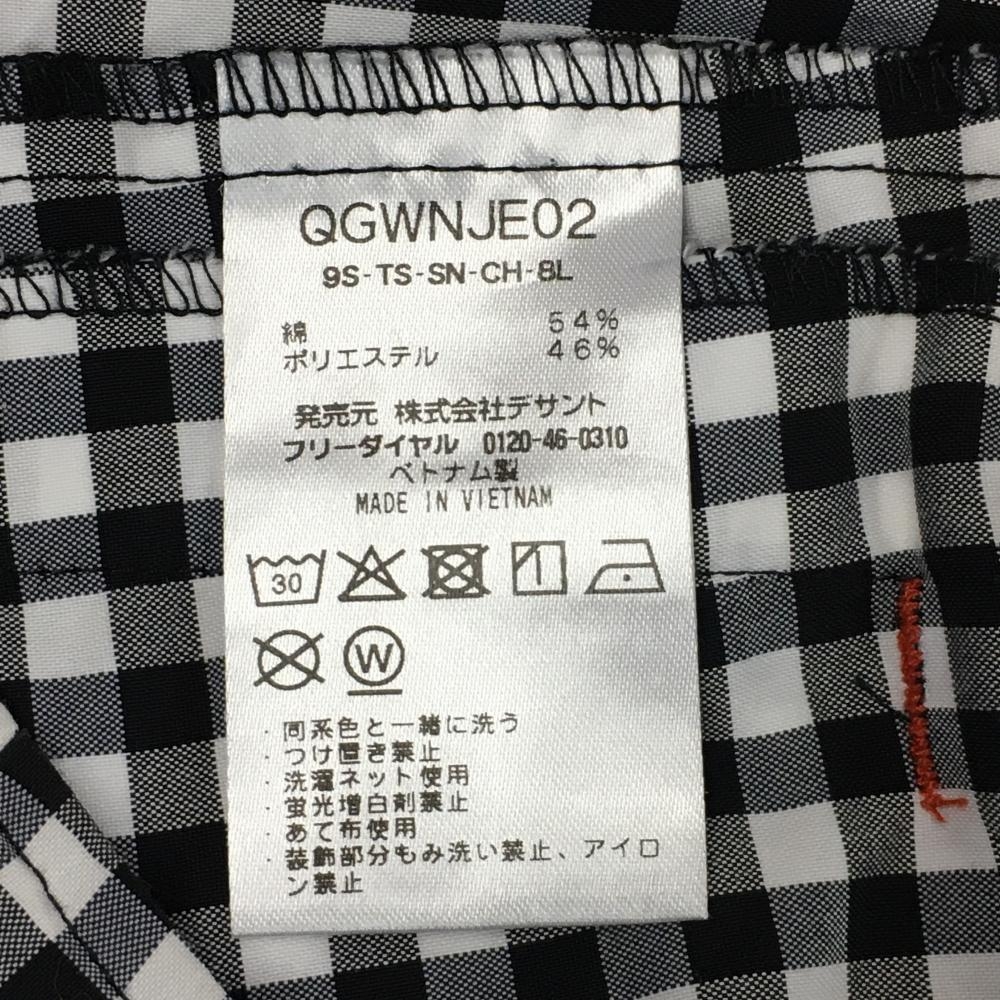 QGWNJE02
9S-TS-SN-CH-8L
綿 54%
ポリエステル 46%
発売元 株式会社デサント
フリーダイヤル 0120-46-0310
ベトナム製
MADE IN VIETNAM
30
W
・同系色と一緒に洗う
・つけ置き禁止
・洗濯ネット使用
・蛍光増白剤禁止
・あて布使用
・装飾部分もみ洗い禁止、アイロ
ン禁止